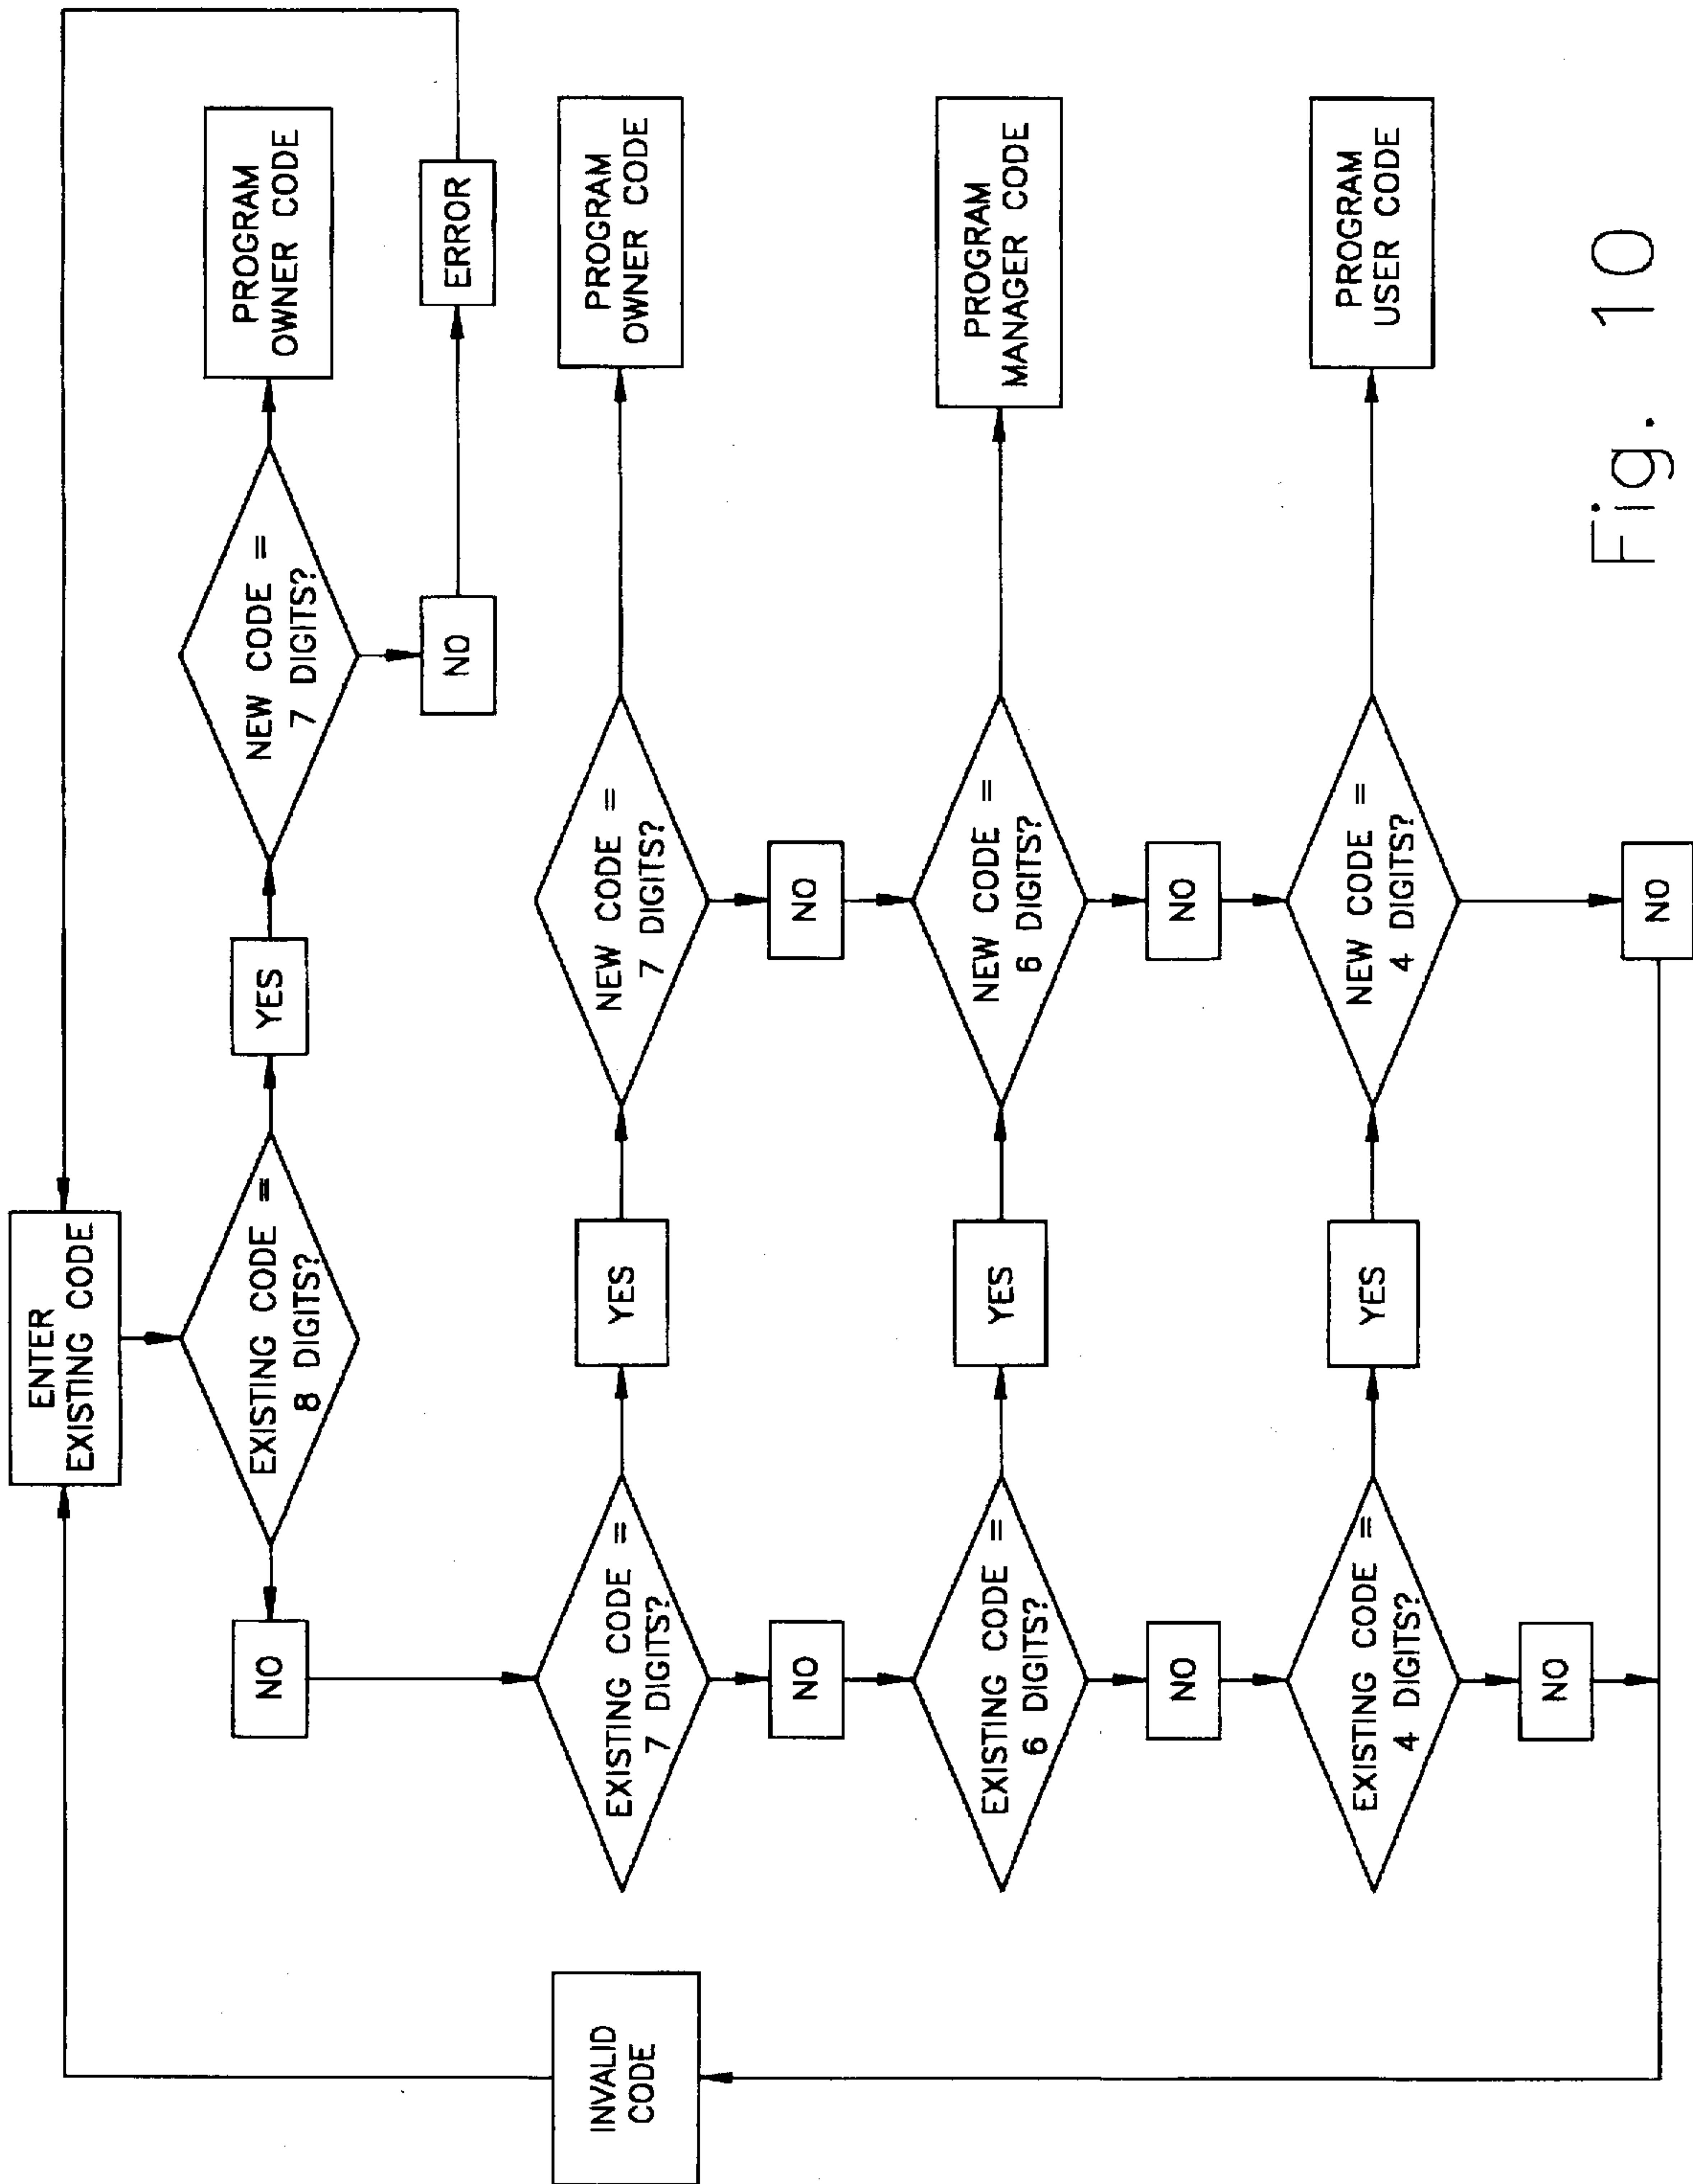 ENTER
EXISTING CODE
EXISTING CODE =
8 DIGITS?
NO
YES
NEW CODE =
7 DIGITS?
PROGRAM
OWNER CODE
NO
ERROR
INVALID
CODE
EXISTING CODE =
7 DIGITS?
YES
NEW CODE =
7 DIGITS?
PROGRAM
OWNER CODE
NO
NO
EXISTING CODE =
6 DIGITS?
YES
NEW CODE =
6 DIGITS?
PROGRAM
MANAGER CODE
NO
NO
EXISTING CODE =
4 DIGITS?
YES
NEW CODE =
4 DIGITS?
PROGRAM
USER CODE
NO
NO
Fig. 10